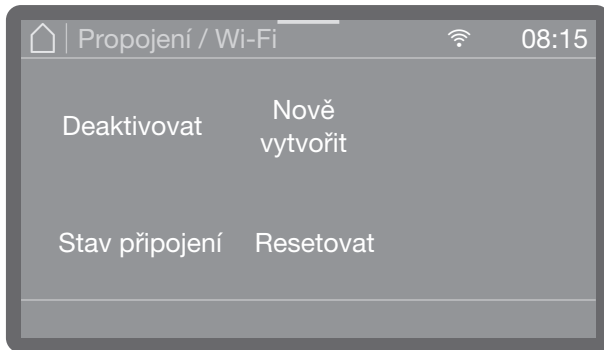 Propojení / Wi-Fi 08:15
Deaktivovat
Nově
vytvořit
Stav připojení
Resetovat